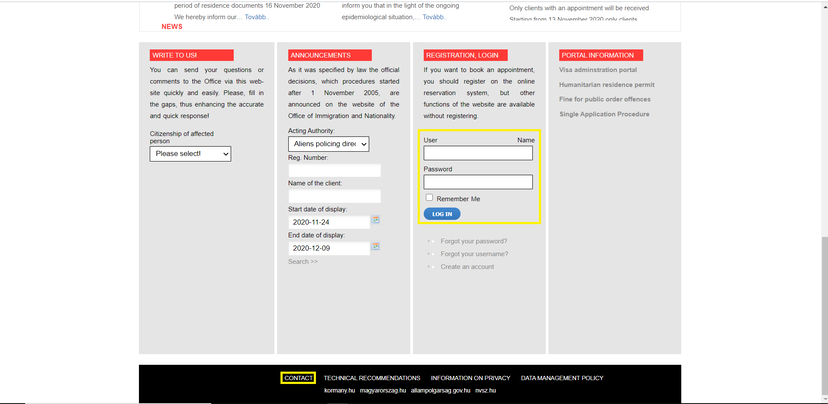 period of residence documents 16 November 2020
We hereby inform our… Tovább.
inform you that in light of the ongoing
epidemiological situation,… Tovább.
Clients with an appointment will be received
Starting from 13 November 2020 only clients
NEWS
WRITE TO US!
You can send your questions or
comments to the Office via this web-
site quickly and easily. Please, fill in
the gaps, thus enhancing the accurate
and quick response!
Citizenship of affected
person
Please select!
ANNOUNCEMENTS
As it was specified by law the official
decisions, which procedures started
after 1 November 2005, are
announced on the website of the
Office of Immigration and Nationality.
Acting Authority:
Aliens policing direc
Reg. Number:
Name of the client:
Start date of display:
2020-11-24
End date of display:
2020-12-09
Search >>
REGISTRATION, LOGIN
If you want to book an appointment,
you should register on the online
reservation system, but other
functions of the website are available
without registering.
User Name
Password
Remember Me
LOG IN
Forgot your password?
Forgot your username?
Create an account
PORTAL INFORMATION
Visa adminstration portal
Humanitarian residence permit
Fine for public order offences
Single Application Procedure
CONTACT TECHNICAL RECOMMENDATIONS INFORMATION ON PRIVACY DATA MANAGEMENT POLICY
kormany.hu magyarorszag.hu allampolgarsag.gov.hu nvsz.hu